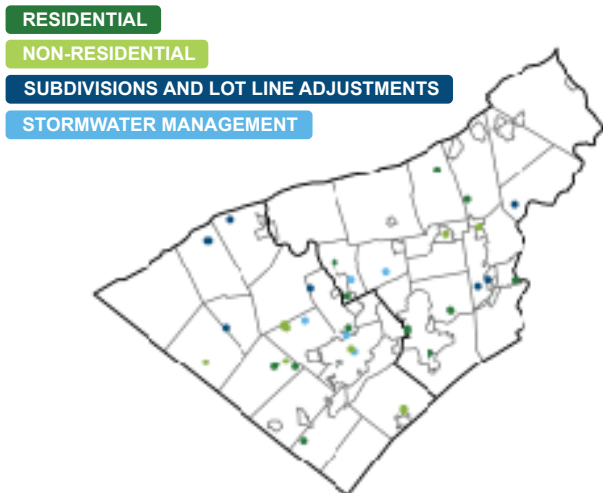 RESIDENTIAL
NON-RESIDENTIAL
SUBDIVISIONS AND LOT LINE ADJUSTMENTS
STORMWATER MANAGEMENT